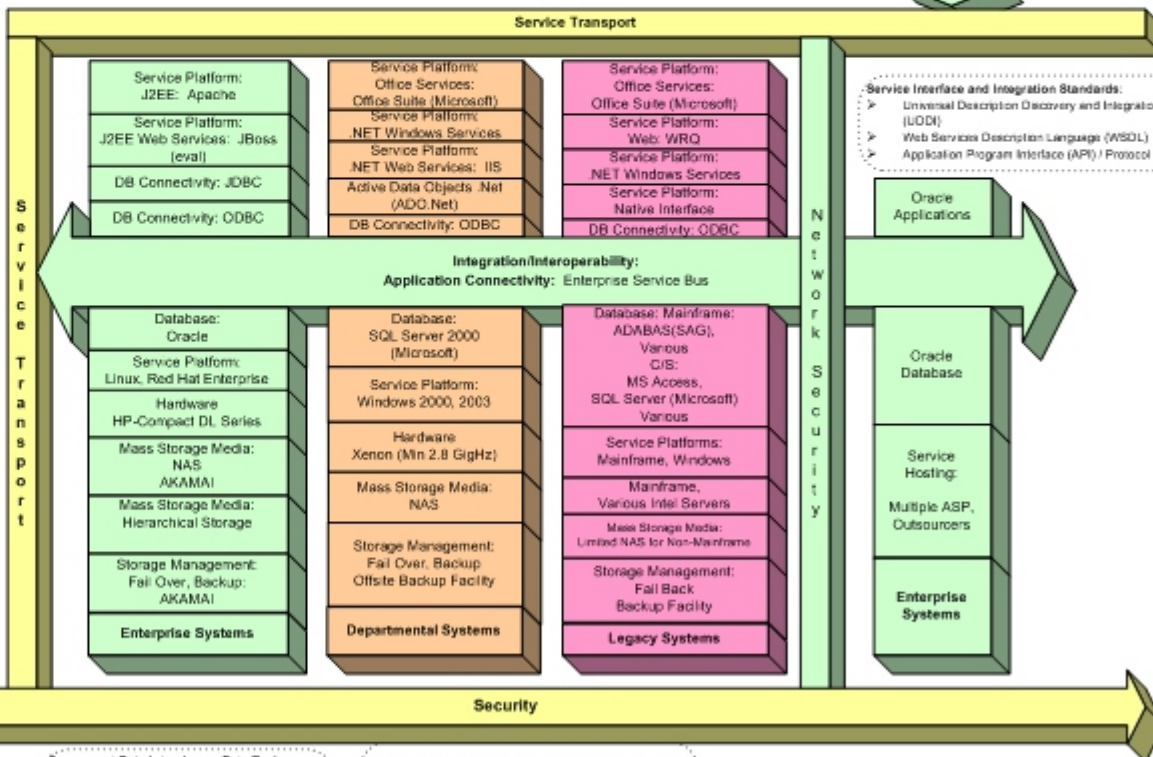 Service Transport
Service Transport
Service Platform:
J2EE: Apache
Service Platform:
J2EE Web Services: JBoss
(eval)
DB Connectivity: JDBC
DB Connectivity: ODBC
Service Platform:
Office Services:
Office Suite (Microsoft)
Service Platform:
.NET Windows Services
Service Platform:
.NET Web Services: IIS
Active Data Objects .Net
(ADO.Net)
DB Connectivity: ODBC
Service Platform:
Office Services:
Office Suite (Microsoft)
Service Platform:
Web: WRQ
Service Platform:
.NET Windows Services
Service Platform:
Native Interface
DB Connectivity: ODBC
Network Security
Service Interface and Integration Standards:
Universal Description Discovery and Integratio
(UDDI)
Web Services Description Language (WSDL)
Application Program Interface (API) / Protocol
Oracle
Applications
Integration/Interoperability:
Application Connectivity: Enterprise Service Bus
Database:
Oracle
Service Platform:
Linux, Red Hat Enterprise
Hardware
HP-Compact DL Series
Mass Storage Media:
NAS
AKAMAI
Mass Storage Media:
Hierarchical Storage
Storage Management:
Fail Over, Backup:
AKAMAI
Enterprise Systems
Database:
SQL Server 2000
(Microsoft)
Service Platform:
Windows 2000, 2003
Hardware
Xenon (Min 2.8 GigHz)
Mass Storage Media:
NAS
Storage Management:
Fail Over, Backup
Offsite Backup Facility
Departmental Systems
Database: Mainframe:
ADABAS(SAG),
Various
C/S:
MS Access,
SQL Server (Microsoft)
Various
Service Platforms:
Mainframe, Windows
Mainframe,
Various Intel Servers
Mass Storage Media:
Limited NAS for Non-Mainframe
Storage Management:
Fail Back
Backup Facility
Legacy Systems
Oracle
Database
Service
Hosting:
Multiple ASP,
Outsourcers
Enterprise
Systems
Security